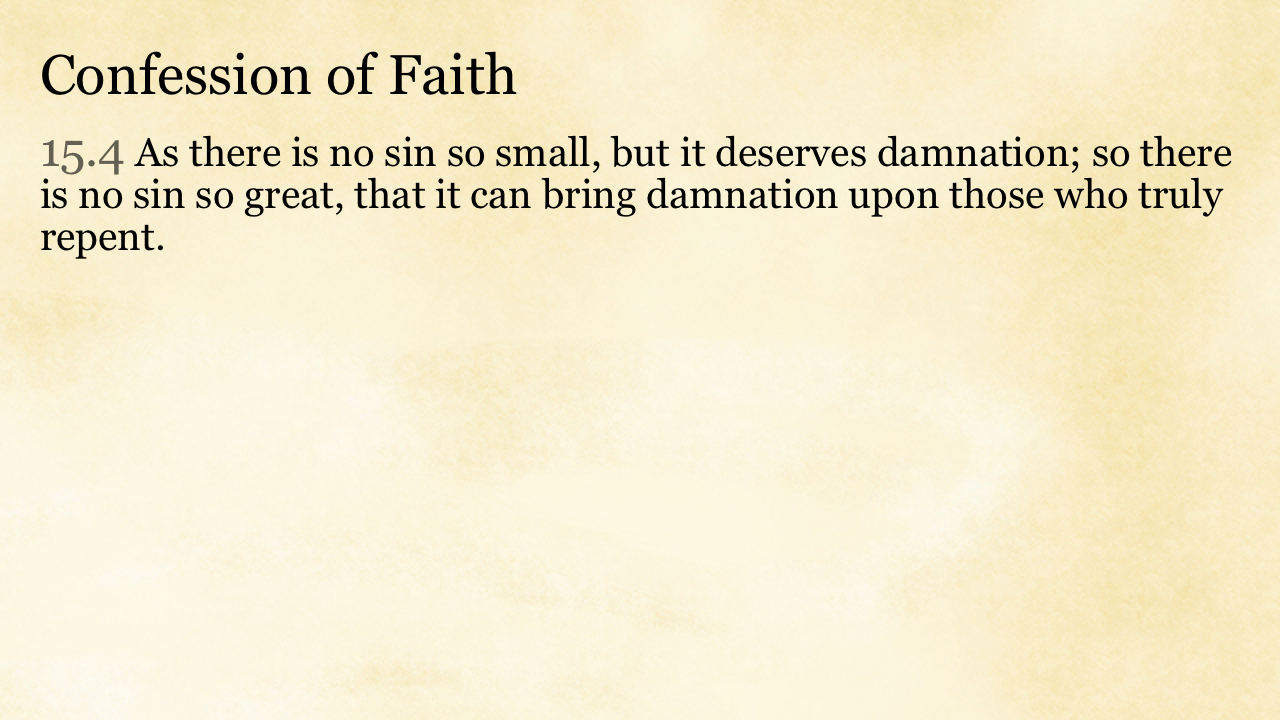 Confession of Faith
15.4 As there is no sin so small, but it deserves damnation; so there
is no sin so great, that it can bring damnation upon those who truly
repent.